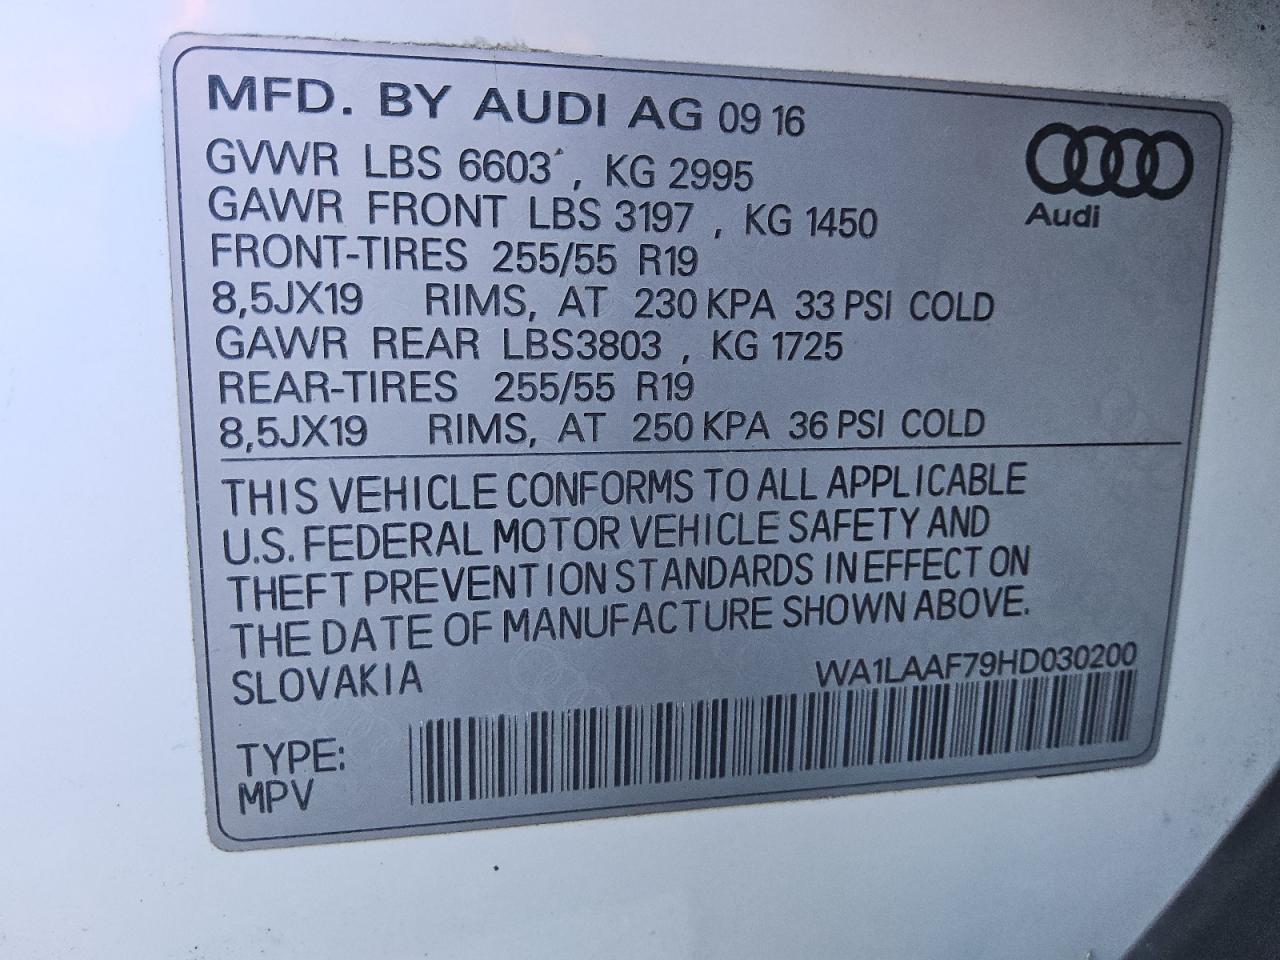 MFD. BY AUDI AG 09 16
GVWR LBS 6603 , KG 2995
GAWR FRONT LBS 3197 , KG 1450
FRONT-TIRES 255/55 R19
8,5JX19 RIMS, AT 230 KPA 33 PSI COLD
GAWR REAR LBS3803 , KG 1725
REAR-TIRES 255/55 R19
8,5JX19 RIMS, AT 250 KPA 36 PSI COLD
Audi
THIS VEHICLE CONFORMS TO ALL APPLICABLE
U.S. FEDERAL MOTOR VEHICLE SAFETY AND
THEFT PREVENTION STANDARDS IN EFFECT ON
THE DATE OF MANUFACTURE SHOWN ABOVE.
SLOVAKIA
WA1LAAF79HD030200
TYPE:
MPV